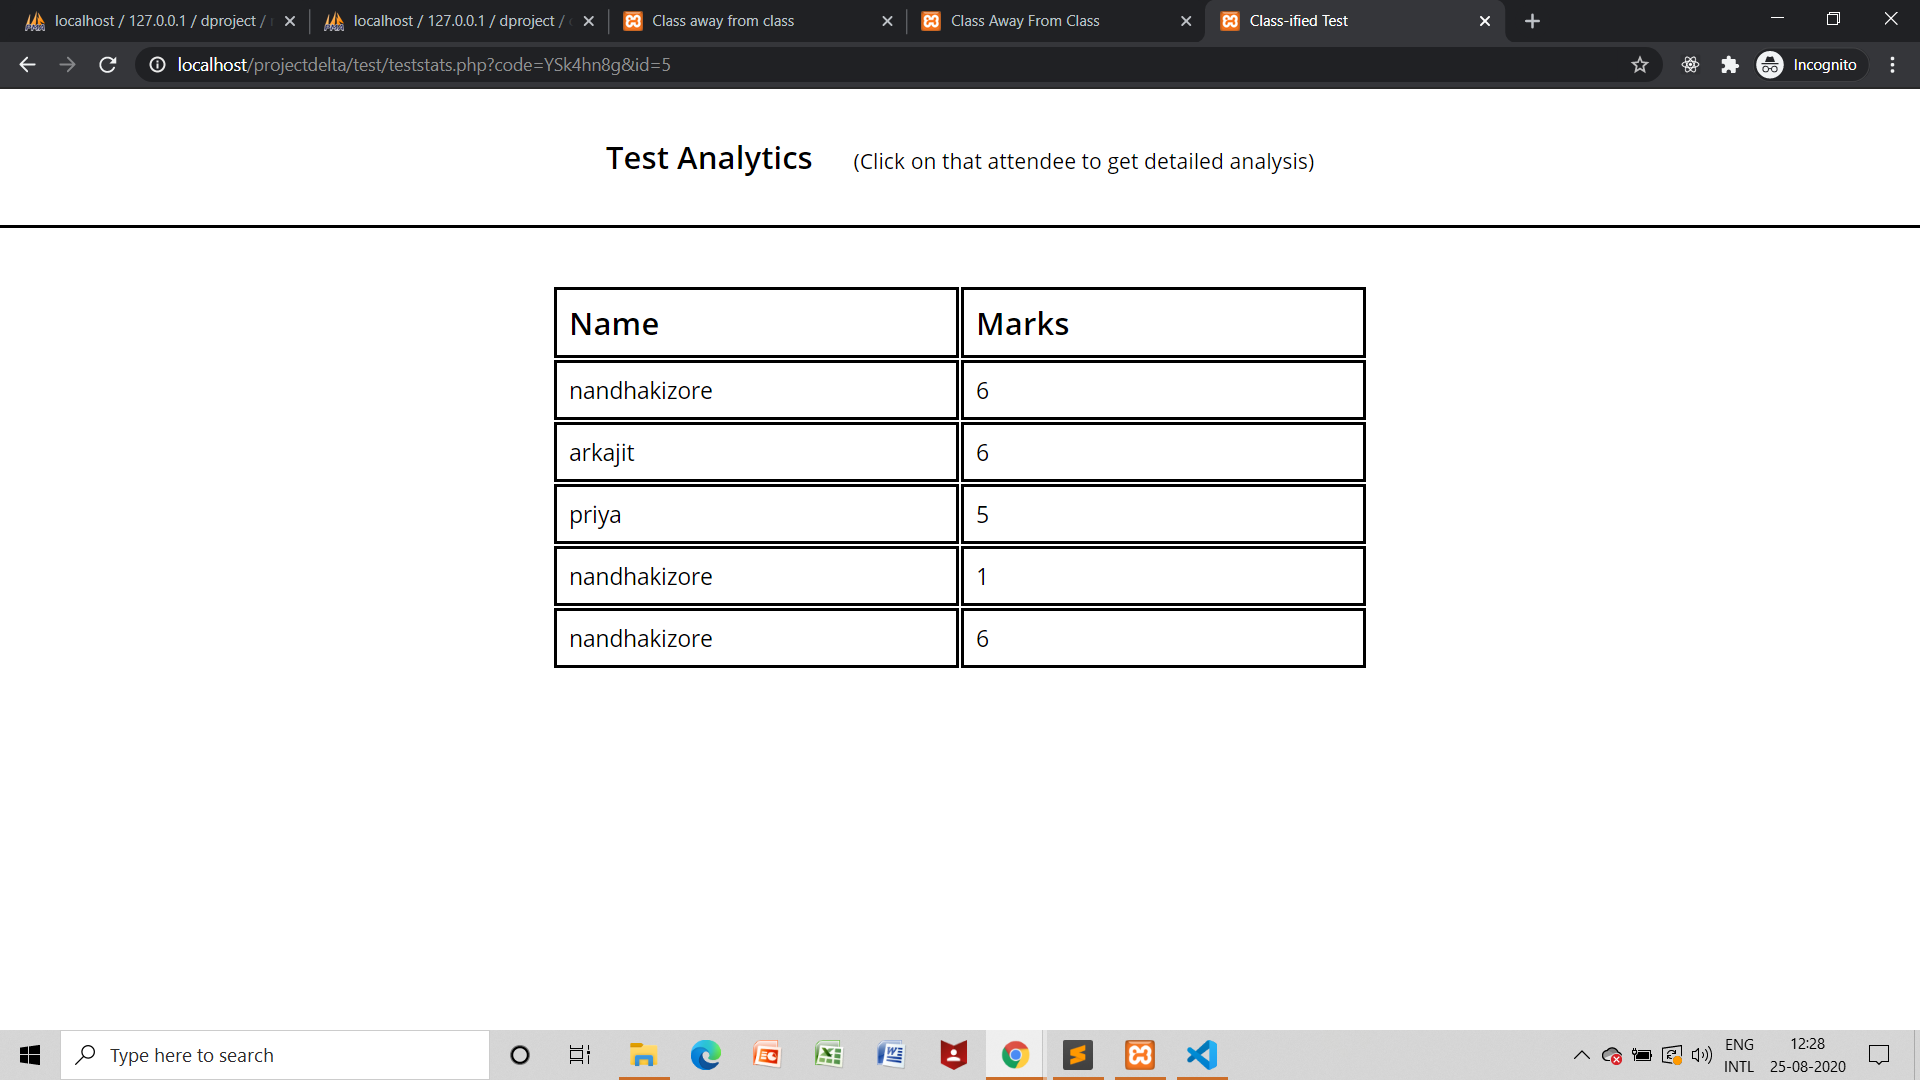 localhost / 127.0.0.1 / dproject /
localhost / 127.0.0.1 / dproject /
Class away from class
Class Away From Class
Class-ified Test
localhost/projectdelta/test/teststats.php?code=YSk4hn8g&id=5
Incognito
Test Analytics (Click on that attendee to get detailed analysis)
Name Marks
nandhakizore 6
arkajit 6
priya 5
nandhakizore 1
nandhakizore 6
Type here to search
ENG
INTL
12:28
25-08-2020